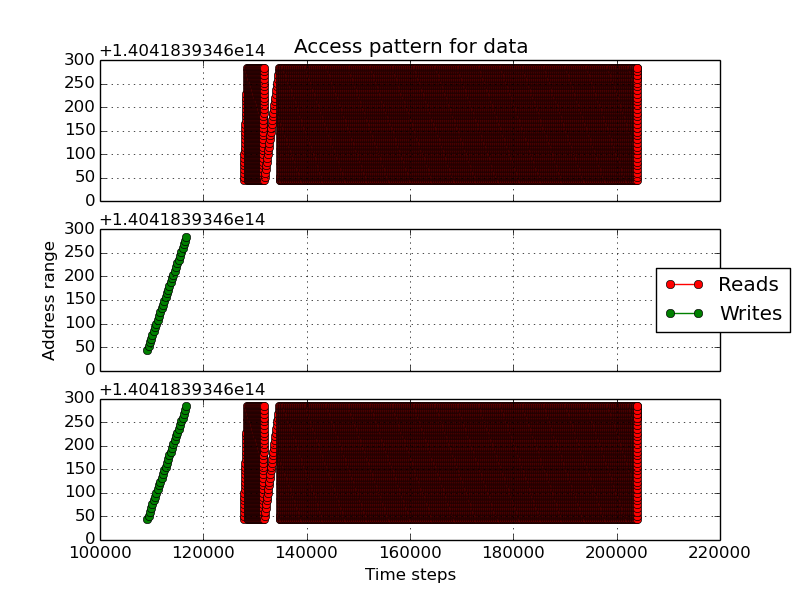 Access pattern for data
+1.4041839346e14
300
250
200
150
100
50
0
+1.4041839346e14
300
250
200
150
100
50
0
Address range
Reads
Writes
+1.4041839346e14
300
250
200
150
100
50
0
100000 120000 140000 160000 180000 200000 220000
Time steps